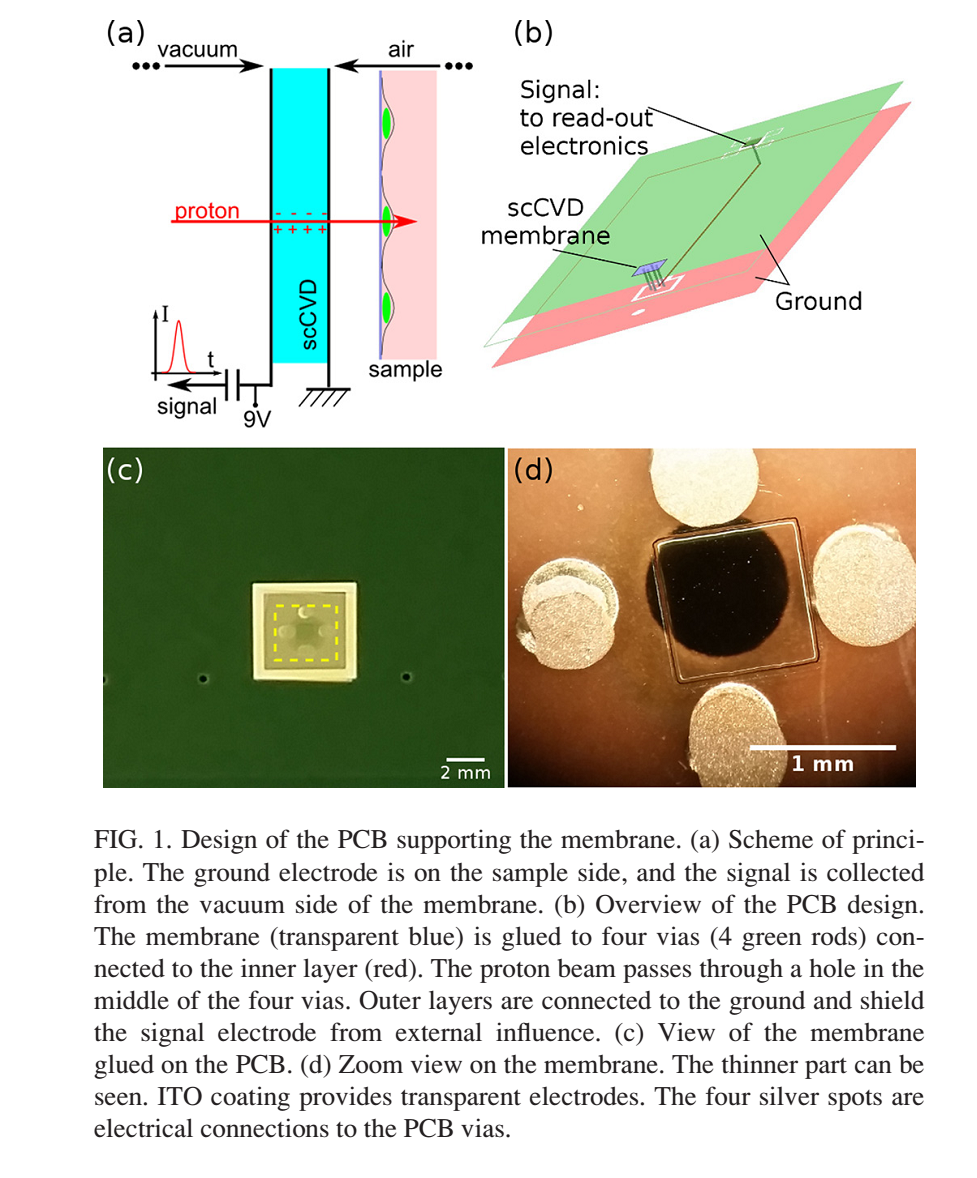 (a)
vacuum
air
proton
- - - -
+ + + +
scCVD
I
t
signal
9V
sample
(b)
Signal:
to read-out
electronics
scCVD
membrane
Ground
(c)
2 mm
(d)
1 mm
FIG. 1. Design of the PCB supporting the membrane. (a) Scheme of princi-
ple. The ground electrode is on the sample side, and the signal is collected
from the vacuum side of the membrane. (b) Overview of the PCB design.
The membrane (transparent blue) is glued to four vias (4 green rods) con-
nected to the inner layer (red). The proton beam passes through a hole in the
middle of the four vias. Outer layers are connected to the ground and shield
the signal electrode from external influence. (c) View of the membrane
glued on the PCB. (d) Zoom view on the membrane. The thinner part can be
seen. ITO coating provides transparent electrodes. The four silver spots are
electrical connections to the PCB vias.